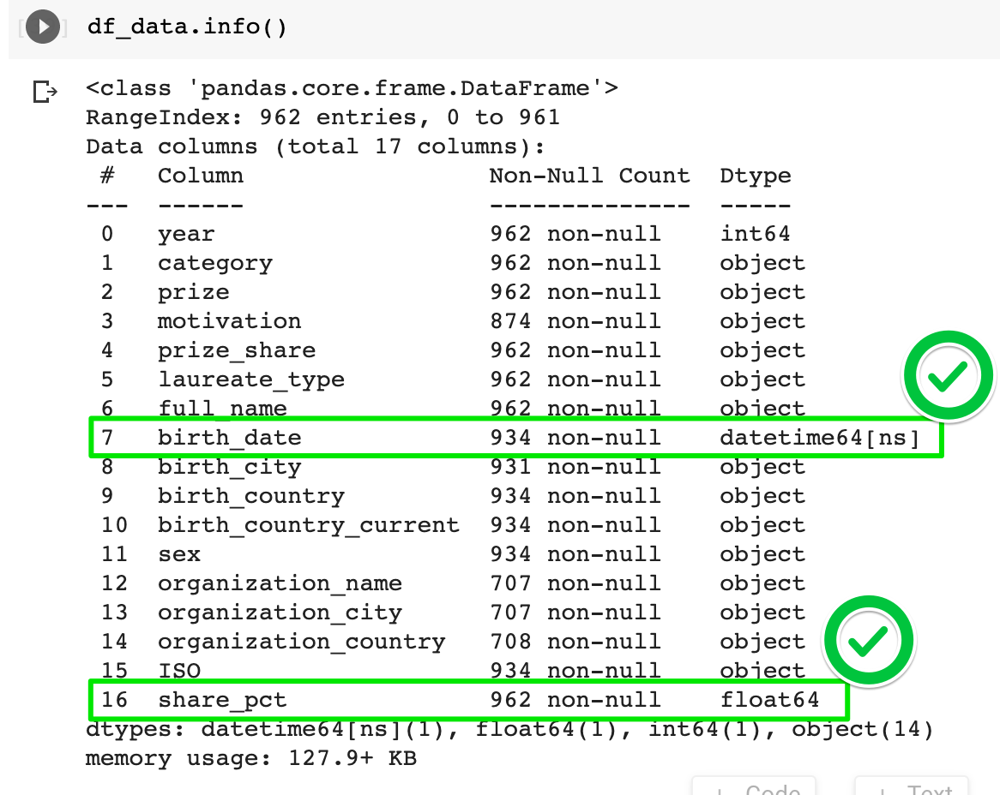 df_data.info()
<class 'pandas.core.frame.DataFrame'>
RangeIndex: 962 entries, 0 to 961
Data columns (total 17 columns):
 #   Column                 Non-Null Count  Dtype
---  ------                 --------------  -----
 0   year                   962 non-null    int64
 1   category               962 non-null    object
 2   prize                  962 non-null    object
 3   motivation             874 non-null    object
 4   prize_share            962 non-null    object
 5   laureate_type          962 non-null    object
 6   full_name              962 non-null    object
 7   birth_date             934 non-null    datetime64[ns]
 8   birth_city             931 non-null    object
 9   birth_country          934 non-null    object
 10  birth_country_current  934 non-null    object
 11  sex                    934 non-null    object
 12  organization_name      707 non-null    object
 13  organization_city      707 non-null    object
 14  organization_country   708 non-null    object
 15  ISO                    934 non-null    object
 16  share_pct              962 non-null    float64
dtypes: datetime64[ns](1), float64(1), int64(1), object(14)
memory usage: 127.9+ KB
+ Code + Text